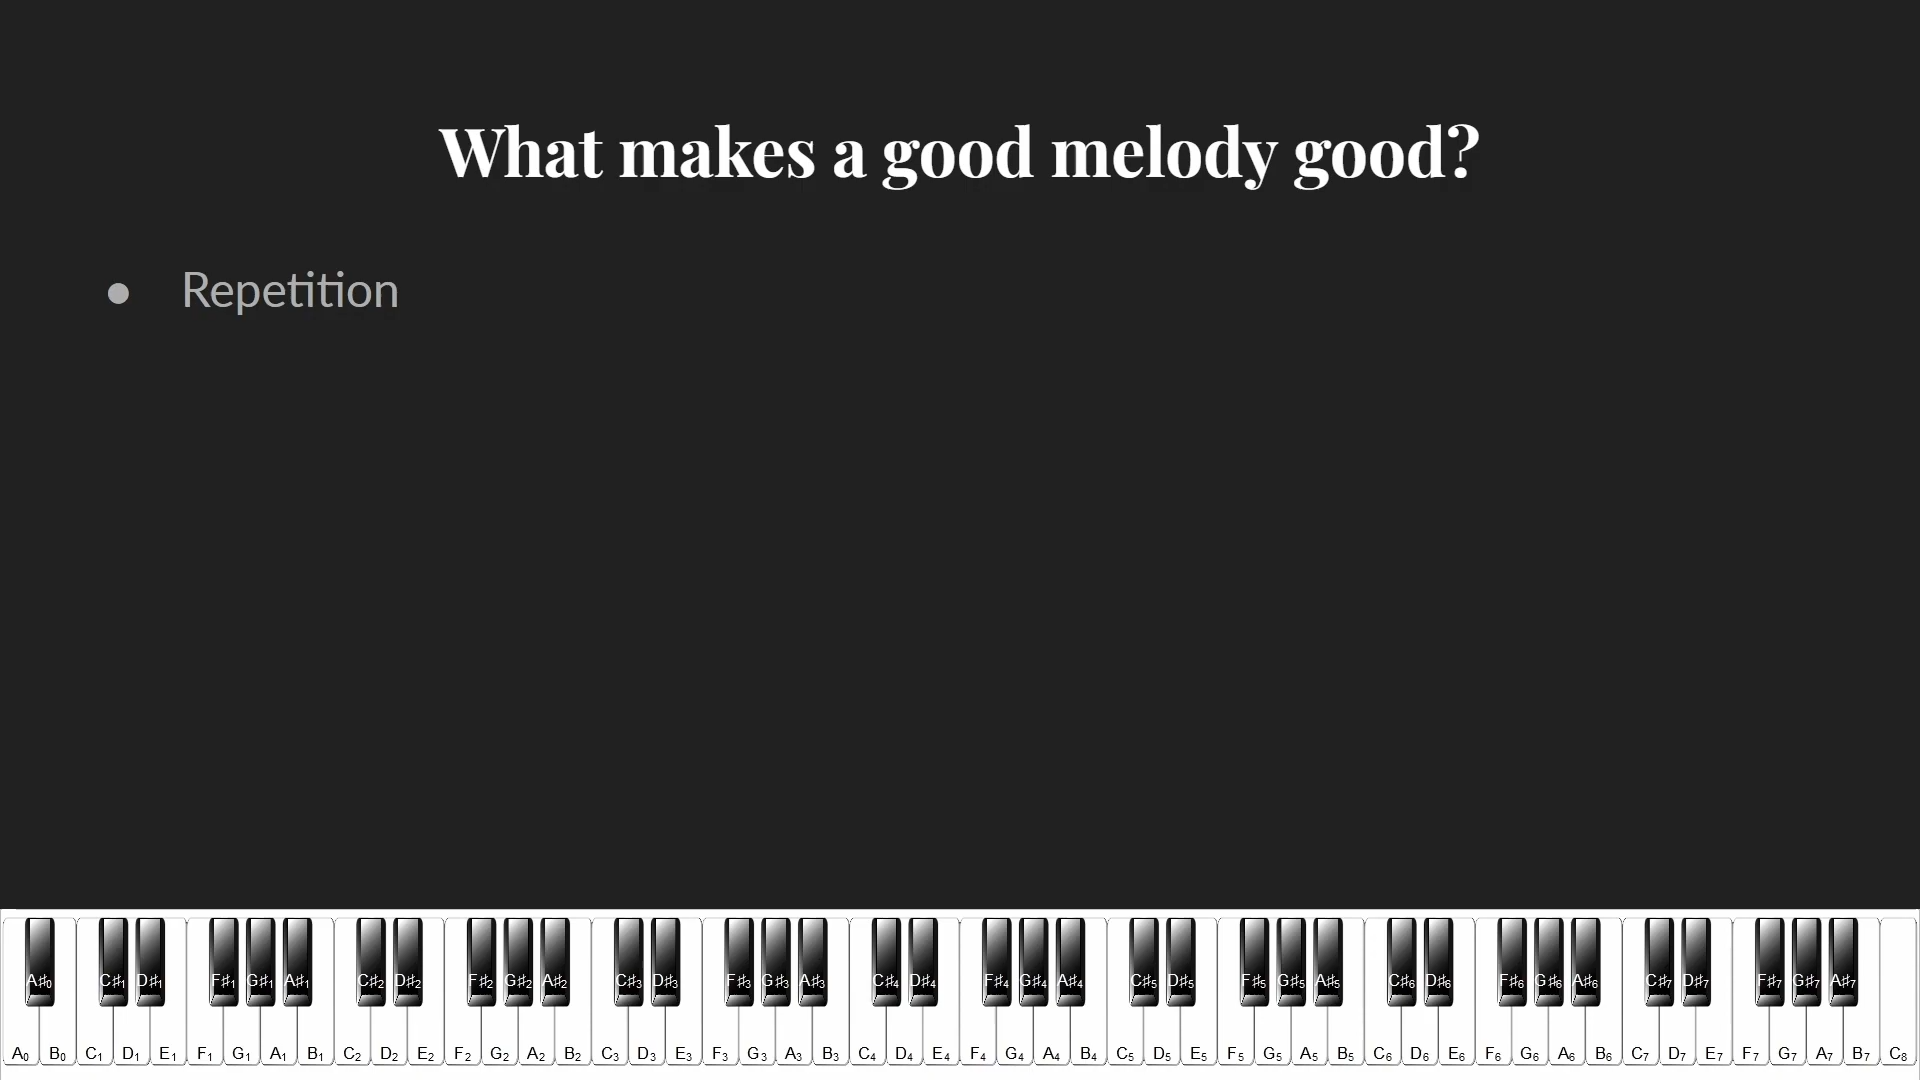 What makes a good melody good?
● Repetition
A♯0 C♯1 D♯1 F♯1 G♯1 A♯1 C♯2 D♯2 F♯2 G♯2 A♯2 C♯3 D♯3 F♯3 G♯3 A♯3 C♯4 D♯4 F♯4 G♯4 A♯4 C♯5 D♯5 F♯5 G♯5 A♯5 C♯6 D♯6 F♯6 G♯6 A♯6 C♯7 D♯7 F♯7 G♯7 A♯7
A0 B0 C1 D1 E1 F1 G1 A1 B1 C2 D2 E2 F2 G2 A2 B2 C3 D3 E3 F3 G3 A3 B3 C4 D4 E4 F4 G4 A4 B4 C5 D5 E5 F5 G5 A5 B5 C6 D6 E6 F6 G6 A6 B6 C7 D7 E7 F7 G7 A7 B7 C8